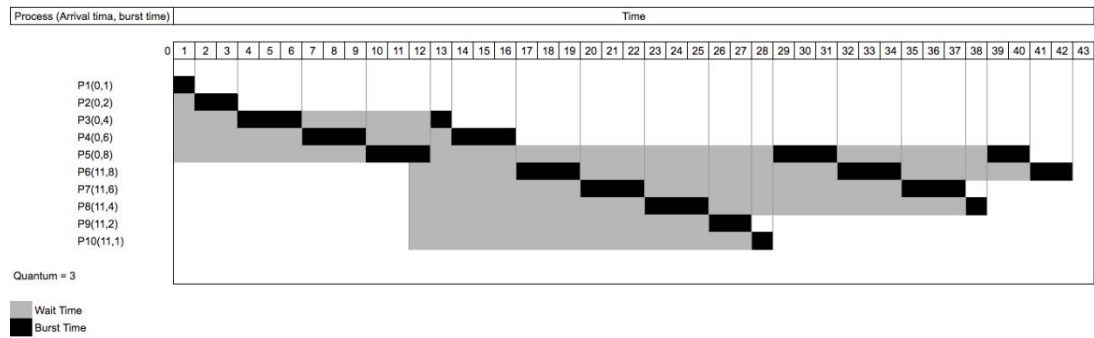 Process (Arrival tima, burst time) Time
0 1 2 3 4 5 6 7 8 9 10 11 12 13 14 15 16 17 18 19 20 21 22 23 24 25 26 27 28 29 30 31 32 33 34 35 36 37 38 39 40 41 42 43
P1(0,1)
P2(0,2)
P3(0,4)
P4(0,6)
P5(0,8)
P6(11,8)
P7(11,6)
P8(11,4)
P9(11,2)
P10(11,1)
Quantum = 3
Wait Time
Burst Time